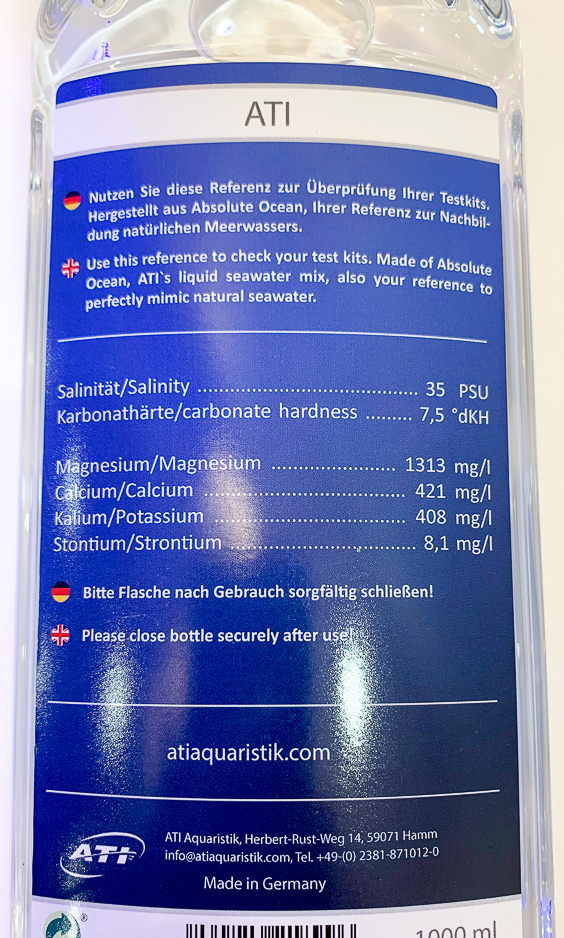 ATI
Nutzen Sie diese Referenz zur Überprüfung Ihrer Testkits.
Hergestellt aus Absolute Ocean, Ihrer Referenz zur Nachbil-
dung natürlichen Meerwassers.
Use this reference to check your test kits. Made of Absolute
Ocean, ATI`s liquid seawater mix, also your reference to
perfectly mimic natural seawater.
Salinität/Salinity ........................................ 35 PSU
Karbonathärte/carbonate hardness ......... 7,5 °dKH
Magnesium/Magnesium ........................ 1313 mg/l
Calcium/Calcium ...................................... 421 mg/l
Kalium/Potassium .................................... 408 mg/l
Stontium/Strontium .................................. 8,1 mg/l
Bitte Flasche nach Gebrauch sorgfältig schließen!
Please close bottle securely after use!
atiaquaristik.com
ATI
ATI Aquaristik, Herbert-Rust-Weg 14, 59071 Hamm
info@atiaquaristik.com, Tel. +49-(0) 2381-871012-0
Made in Germany
®
1000 ml